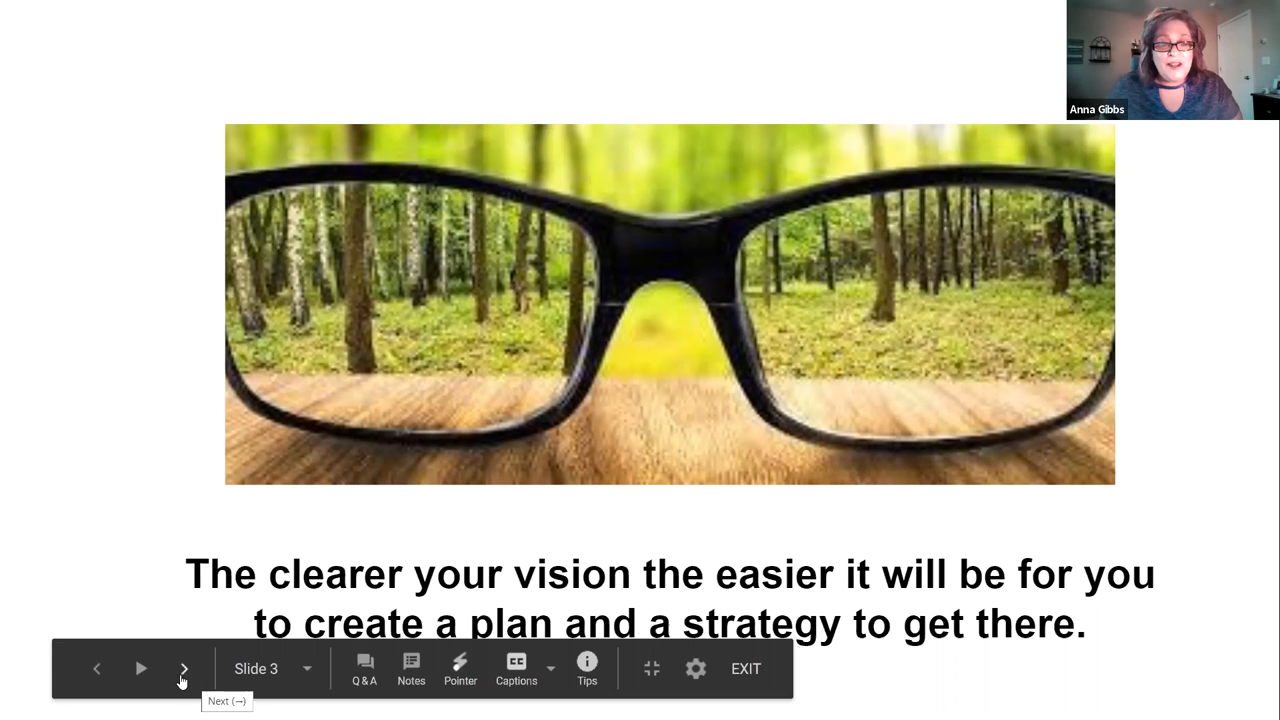 Anna Gibbs
The clearer your vision the easier it will be for you
to create a plan and a strategy to get there.
Slide 3
Q & A
Notes
Pointer
Captions
Tips
EXIT
CC
Next (→)